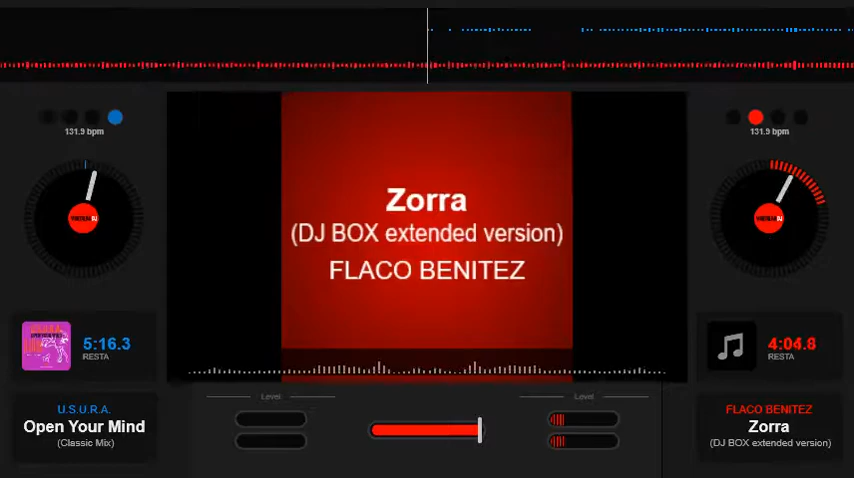 131.9 bpm
131.9 bpm
Zorra
(DJ BOX extended version)
FLACO BENITEZ
5:16.3
RESTA
4:04.8
RESTA
Level
Level
U.S.U.R.A.
Open Your Mind
(Classic Mix)
FLACO BENITEZ
Zorra
(DJ BOX extended version)